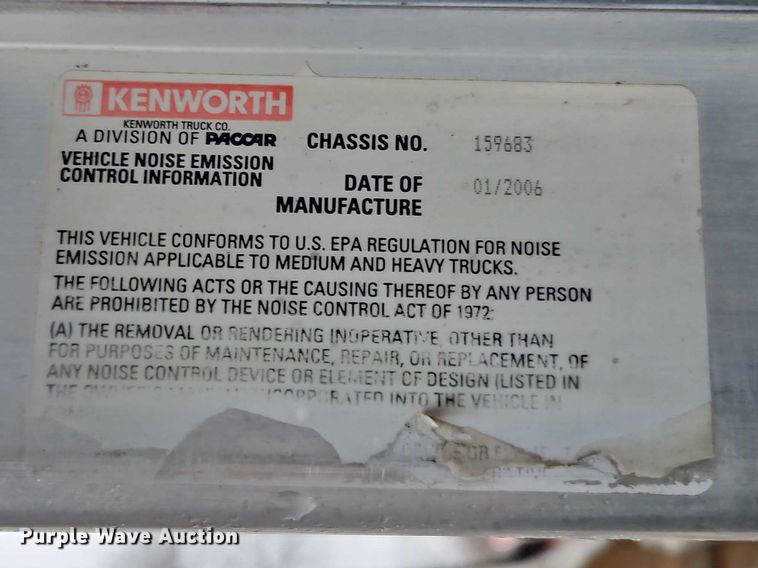 KENWORTH
KENWORTH TRUCK CO.
A DIVISION OF PACCAR
VEHICLE NOISE EMISSION
CONTROL INFORMATION
CHASSIS NO. 159683
DATE OF MANUFACTURE 01/2006
THIS VEHICLE CONFORMS TO U.S. EPA REGULATION FOR NOISE
EMISSION APPLICABLE TO MEDIUM AND HEAVY TRUCKS.
THE FOLLOWING ACTS OR THE CAUSING THEREOF BY ANY PERSON
ARE PROHIBITED BY THE NOISE CONTROL ACT OF 1972:
(A) THE REMOVAL OR RENDERING INOPERATIVE, OTHER THAN
FOR PURPOSES OF MAINTENANCE, REPAIR, OR REPLACEMENT, OF
ANY NOISE CONTROL DEVICE OR ELEMENT OF DESIGN (LISTED IN
THE OWNER'S INCORPORATED INTO THE VEHICLE IN
FOR
Purple Wave Auction